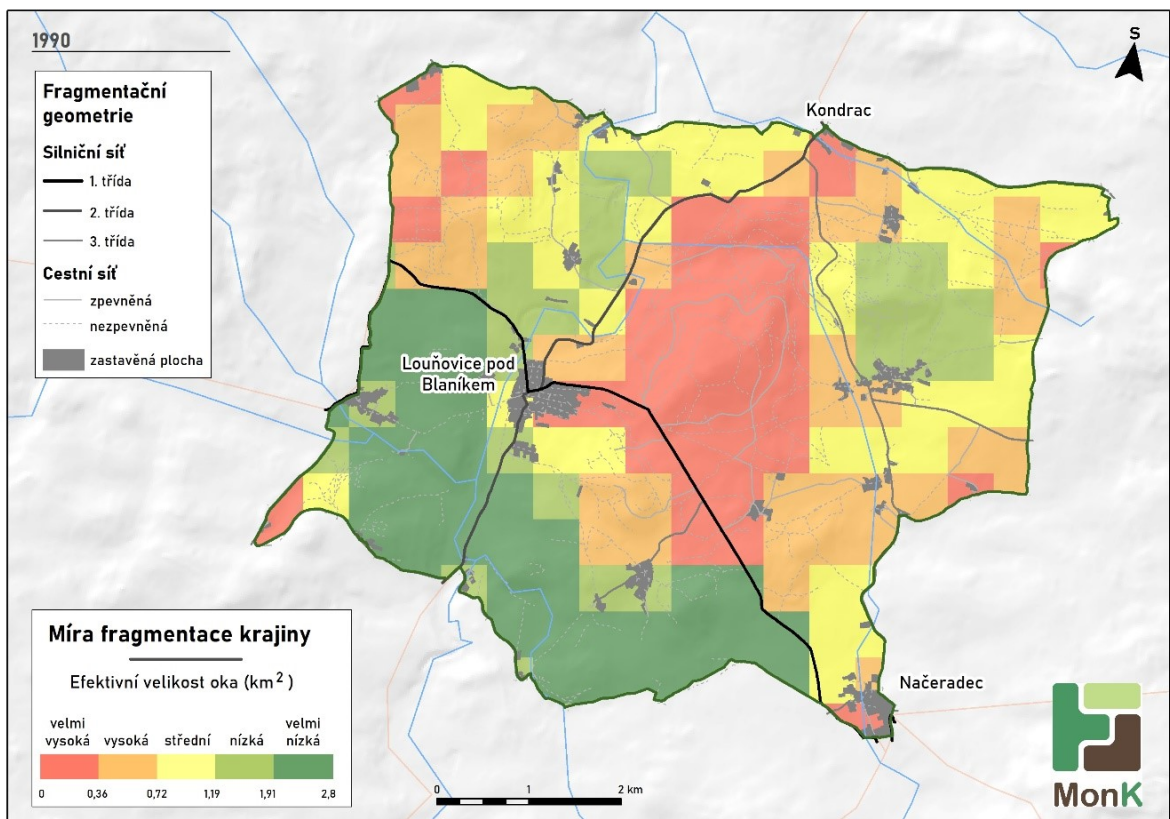 1990
S
Fragmentační
geometrie
Silniční síť
1. třída
2. třída
3. třída
Cestní síť
zpevněná
nezpevněná
zastavěná plocha
Kondrac
Louňovice pod
Blaníkem
Načeradec
Míra fragmentace krajiny
Efektivní velikost oka (km²)
velmi vysoká
vysoká
střední
nízká
velmi nízká
0 0,36 0,72 1,19 1,91 2,8
0 1 2 km
MonK